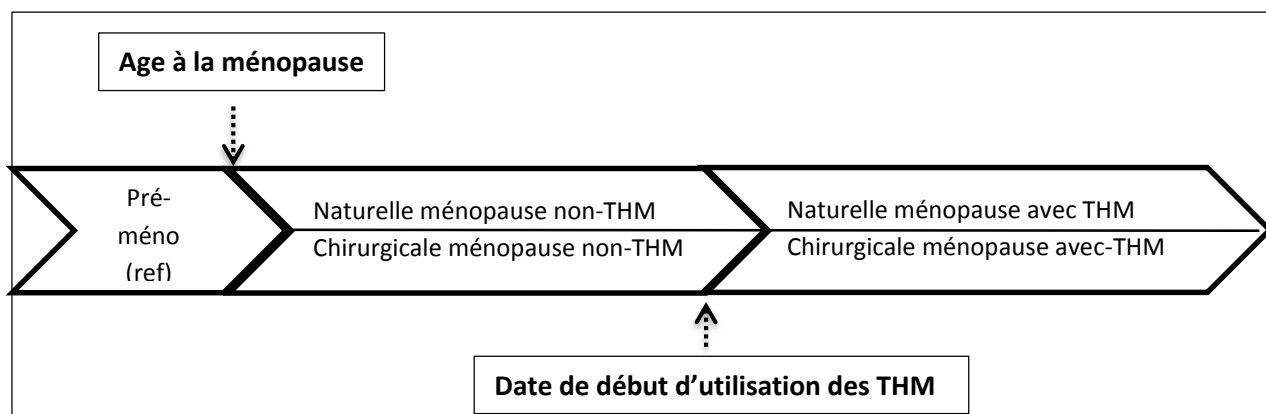 Age à la ménopause
Pré-
méno
(ref)
Naturelle ménopause non-THM
Chirurgicale ménopause non-THM
Naturelle ménopause avec THM
Chirurgicale ménopause avec-THM
Date de début d’utilisation des THM